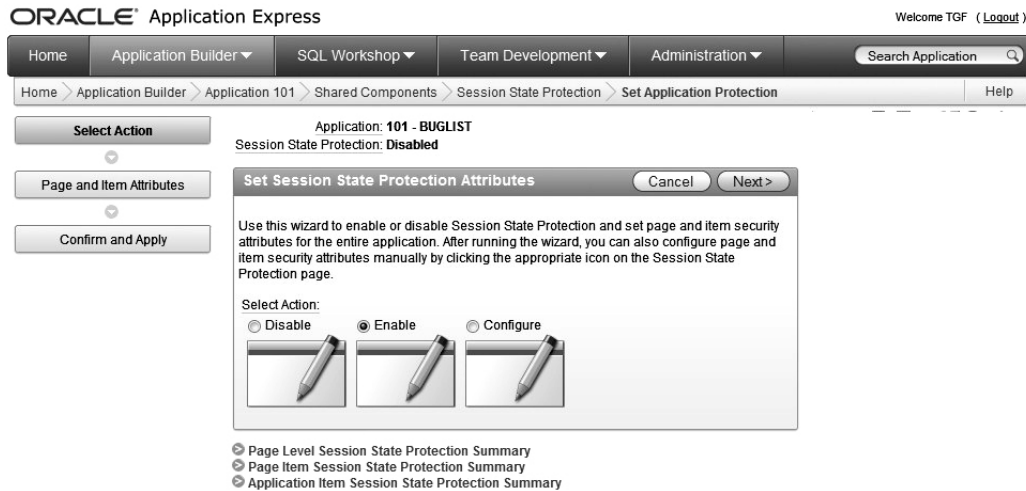 ORACLE Application Express
Welcome TGF ( Logout )
Home Application Builder SQL Workshop Team Development Administration Search Application
Home Application Builder Application 101 Shared Components Session State Protection Set Application Protection Help
Select Action
Page and Item Attributes
Confirm and Apply
Application: 101 - BUGLIST
Session State Protection: Disabled
Set Session State Protection Attributes Cancel Next >
Use this wizard to enable or disable Session State Protection and set page and item security
attributes for the entire application. After running the wizard, you can also configure page and
item security attributes manually by clicking the appropriate icon on the Session State
Protection page.
Select Action:
Disable Enable Configure
Page Level Session State Protection Summary
Page Item Session State Protection Summary
Application Item Session State Protection Summary